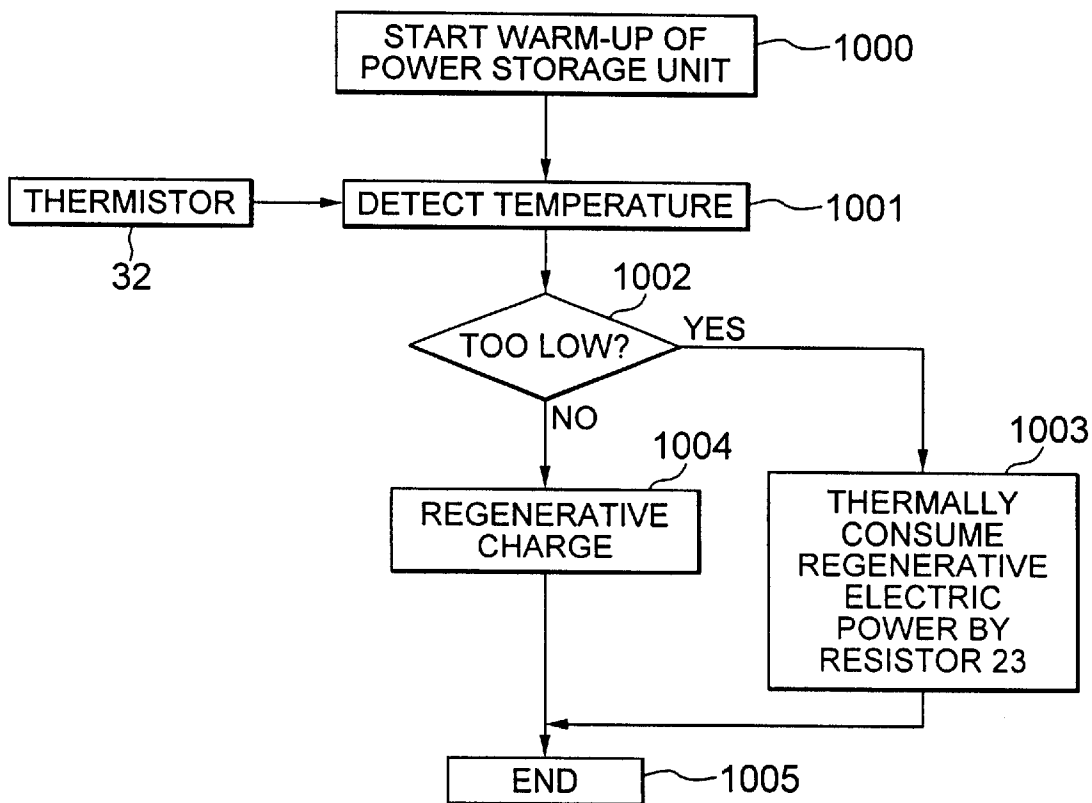 START WARM-UP OF
POWER STORAGE UNIT
1000
THERMISTOR
32
DETECT TEMPERATURE
1001
1002
TOO LOW?
YES
NO
1004
REGENERATIVE
CHARGE
1003
THERMALLY
CONSUME
REGENERATIVE
ELECTRIC
POWER BY
RESISTOR 23
END
1005